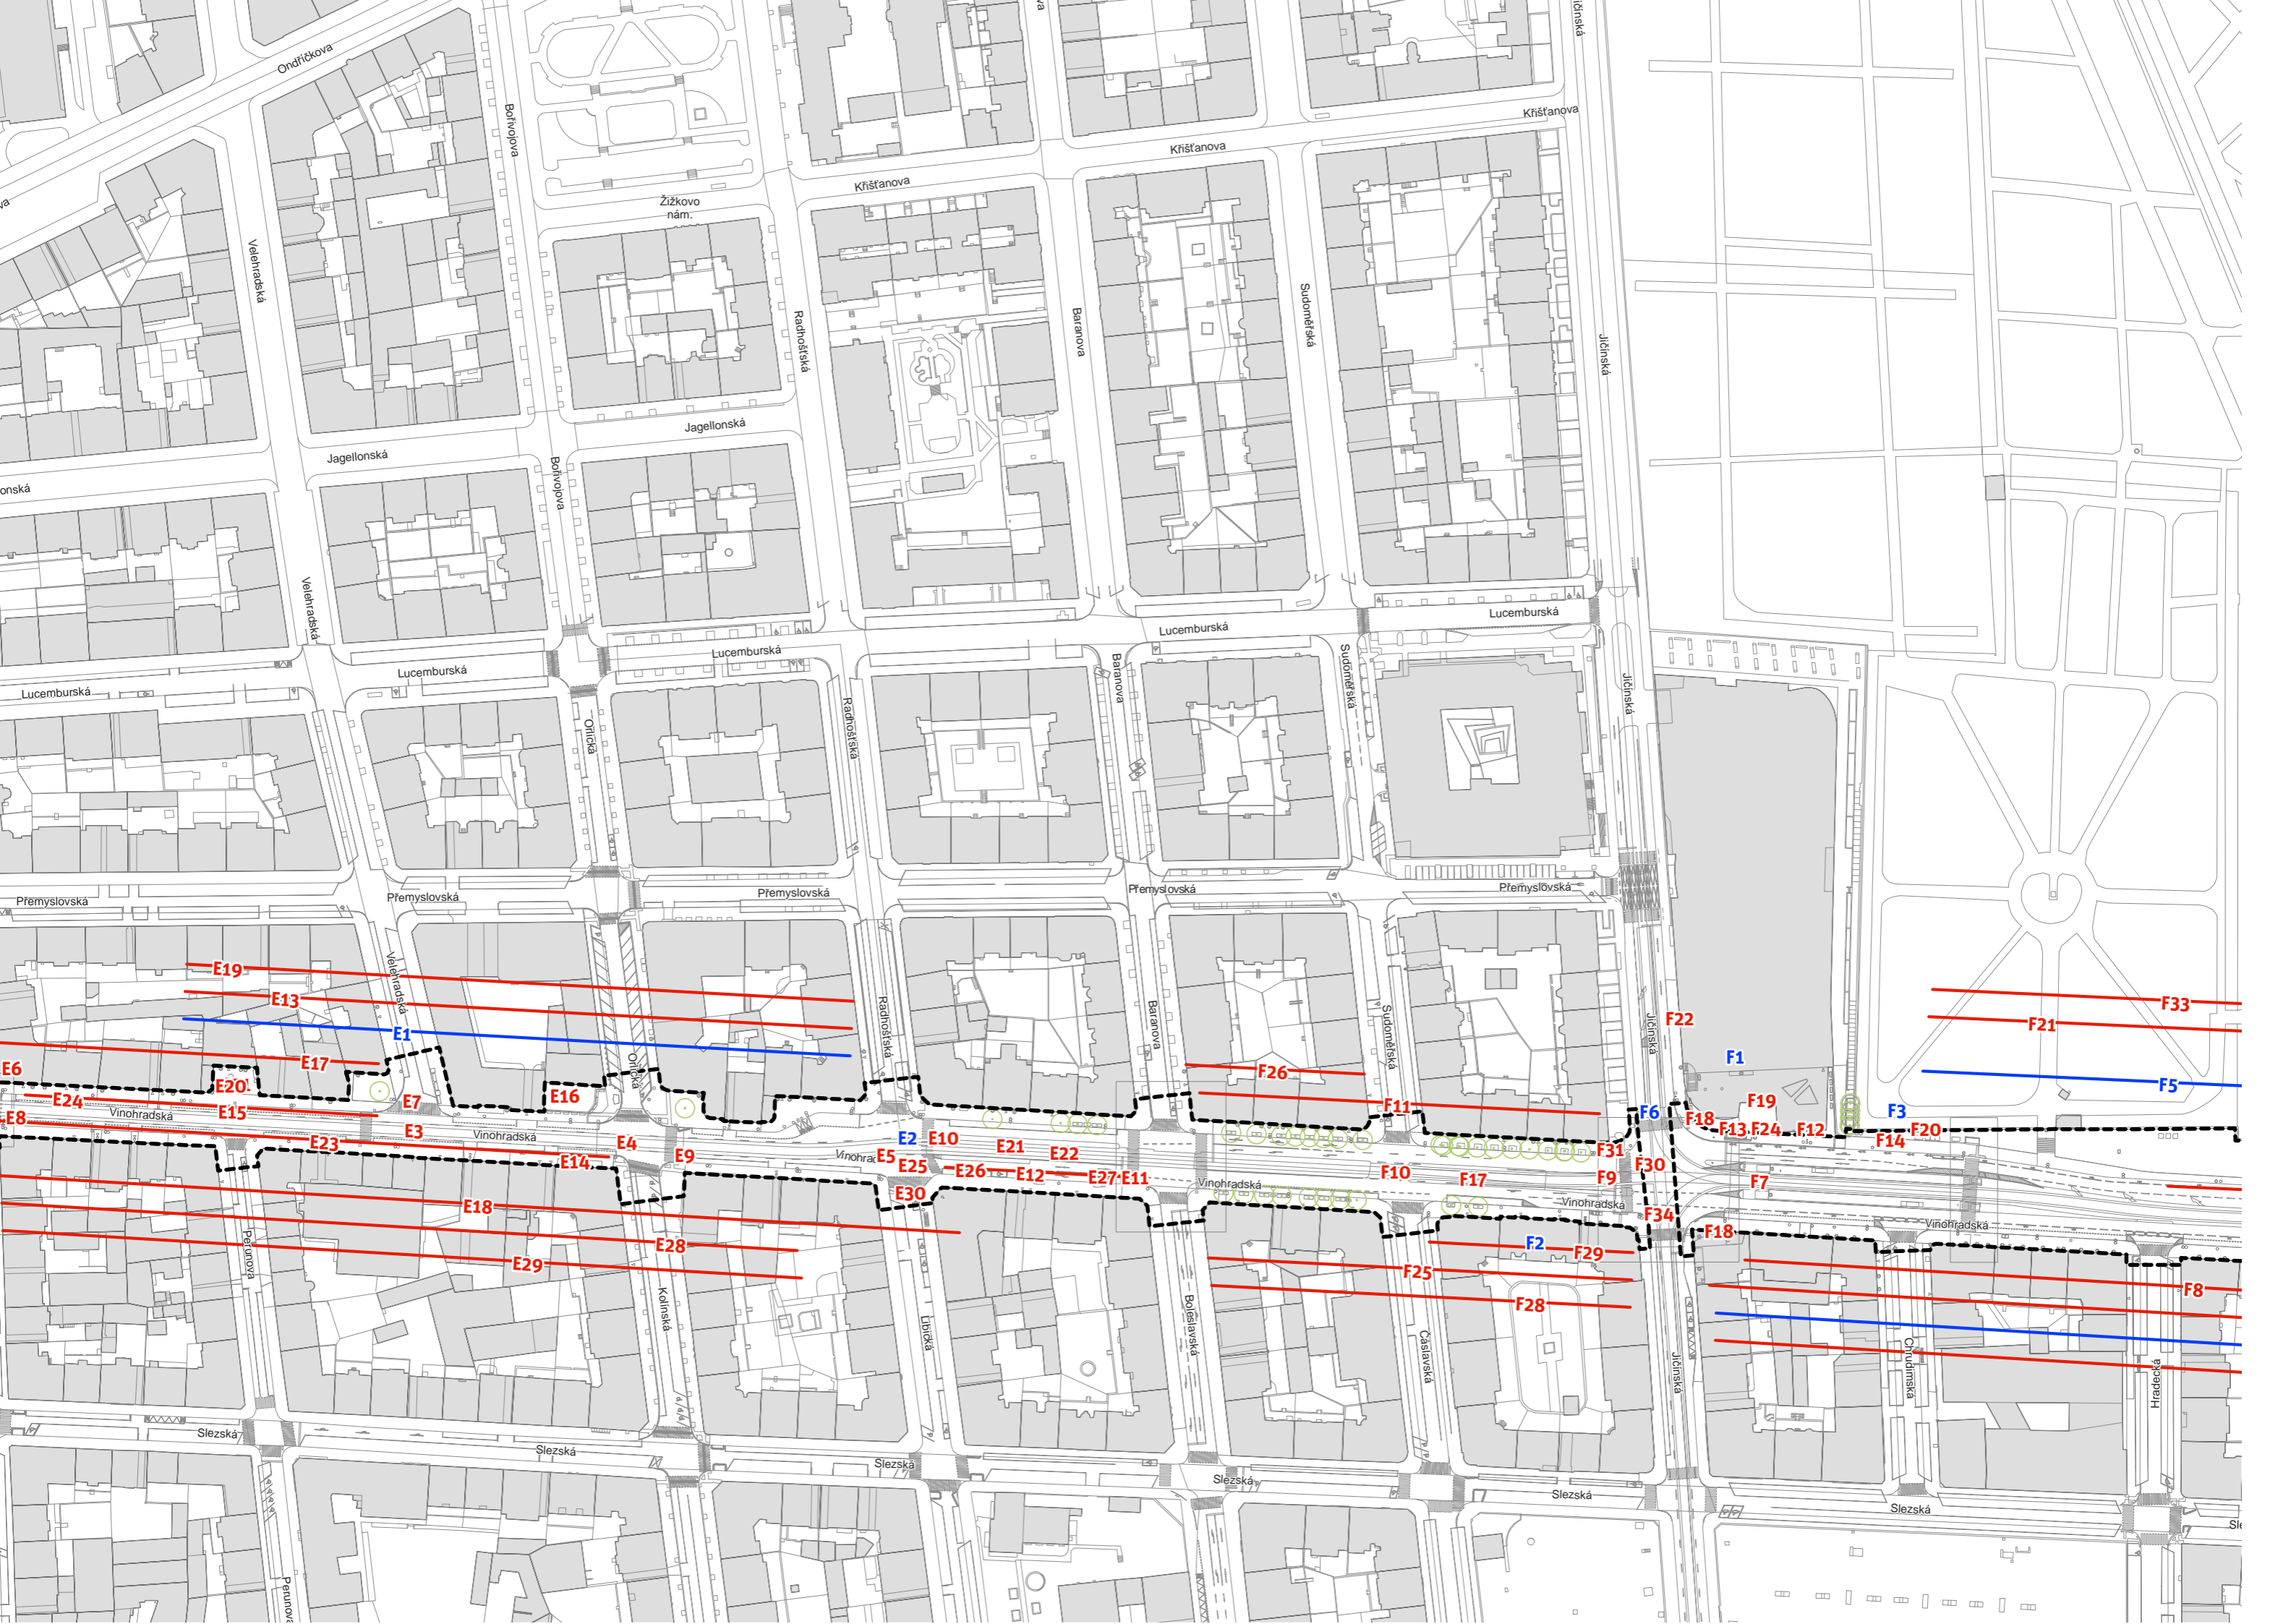 Ondříčkova
Bořivojova
Jičínská
Křišťanova
Křišťanova
Křišťanova
Žižkovo
nám.
Velehradská
Radhošťská
Baranova
Sudoměřská
Jičínská
Jagellonská
Jagellonská
Bořivojova
onská
Velehradská
Lucemburská
Lucemburská
Lucemburská
Lucemburská
Lucemburská
Orlická
Radhošťská
Baranova
Sudoměřská
Jičínská
Přemyslovská
Přemyslovská
Přemyslovská
Přemyslovská
Přemyslovská
Velehradská
Radhošťská
Baranova
Sudoměřská
Jičínská
Orlická
E19
E13
E1
E17
E6
E20
E24
E15
E7
E16
E8
Vinohradská
E3
E23
Vinohradská
E14
E4
E9
Vinohra
E5
E2
E10
E25
E30
E21
E22
E26
E12
E27
E11
F26
F11
F10
F17
F31
F9
F6
F30
F34
F22
F1
F19
F18
F13
F24
F12
F3
F20
F14
F33
F21
F5
F7
Vinohradská
Vinohradská
Vinohradská
F18
F2
F29
F25
F28
F8
E18
E28
E29
Perunova
Kolínská
Libická
Boleslavská
Čáslavská
Jičínská
Chrudimská
Hradecká
Slezská
Slezská
Slezská
Slezská
Slezská
Slezská
Sle
Perunova